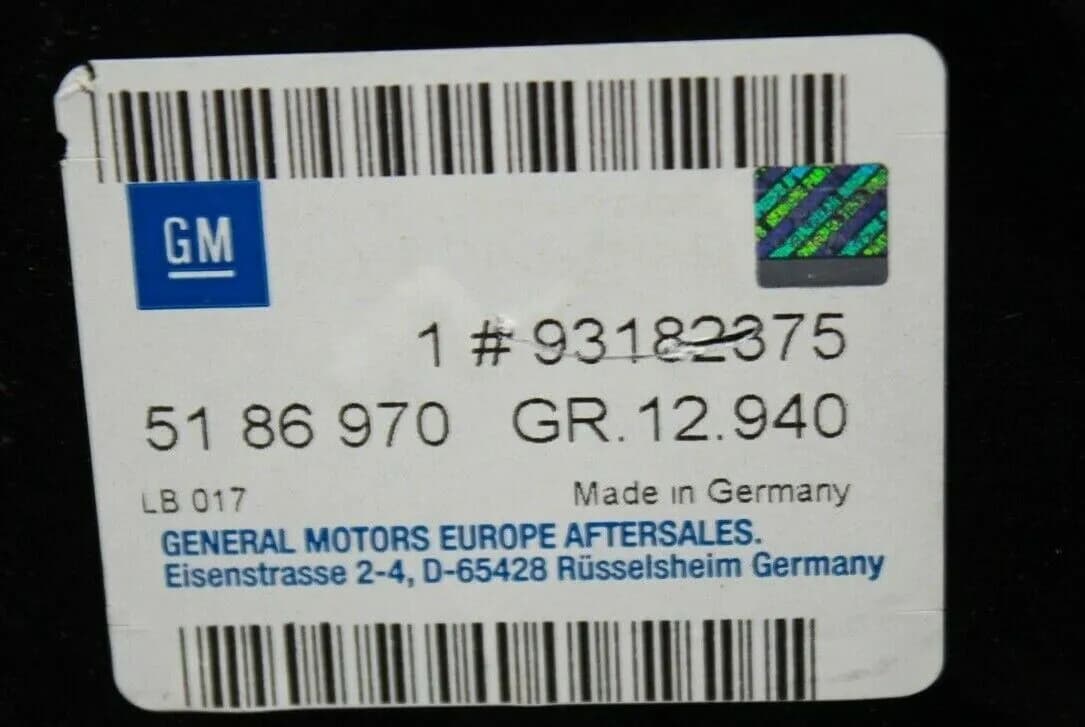 GM
1 # 93182375
51 86 970 GR.12.940
LB 017 Made in Germany
GENERAL MOTORS EUROPE AFTERSALES.
Eisenstrasse 2-4, D-65428 Rüsselsheim Germany